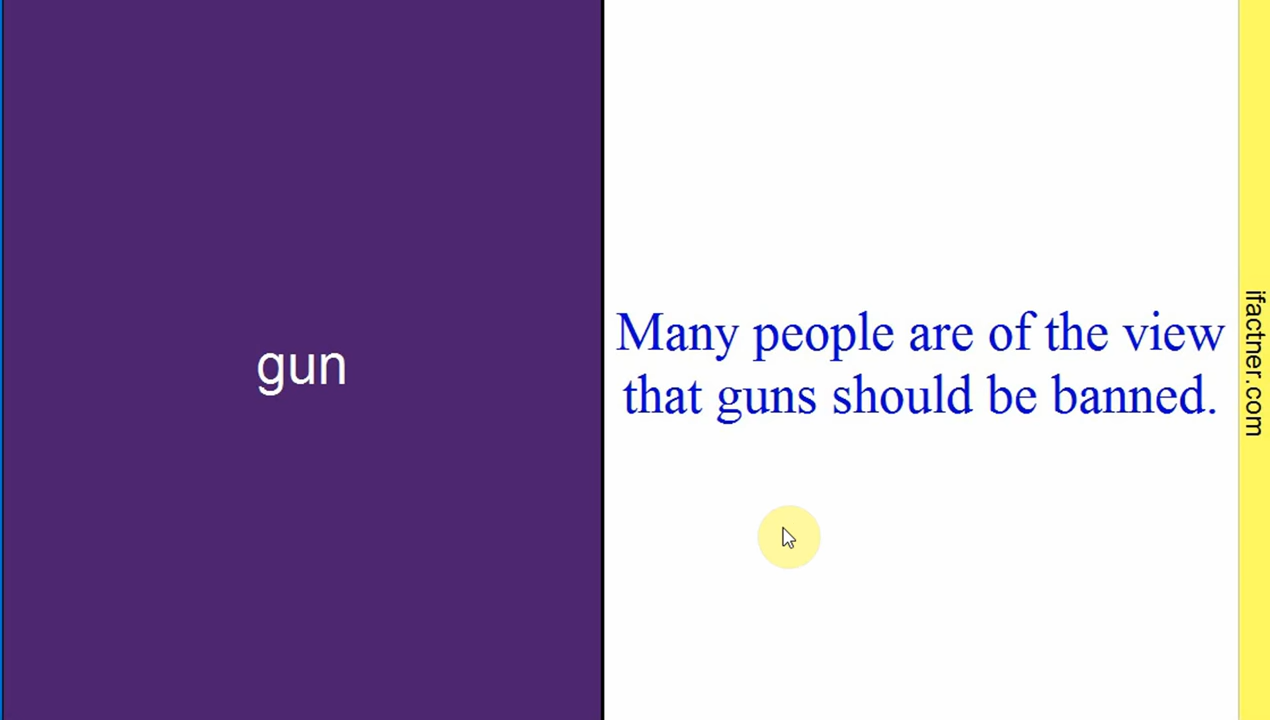 gun
Many people are of the view
that guns should be banned.
ifactner.com